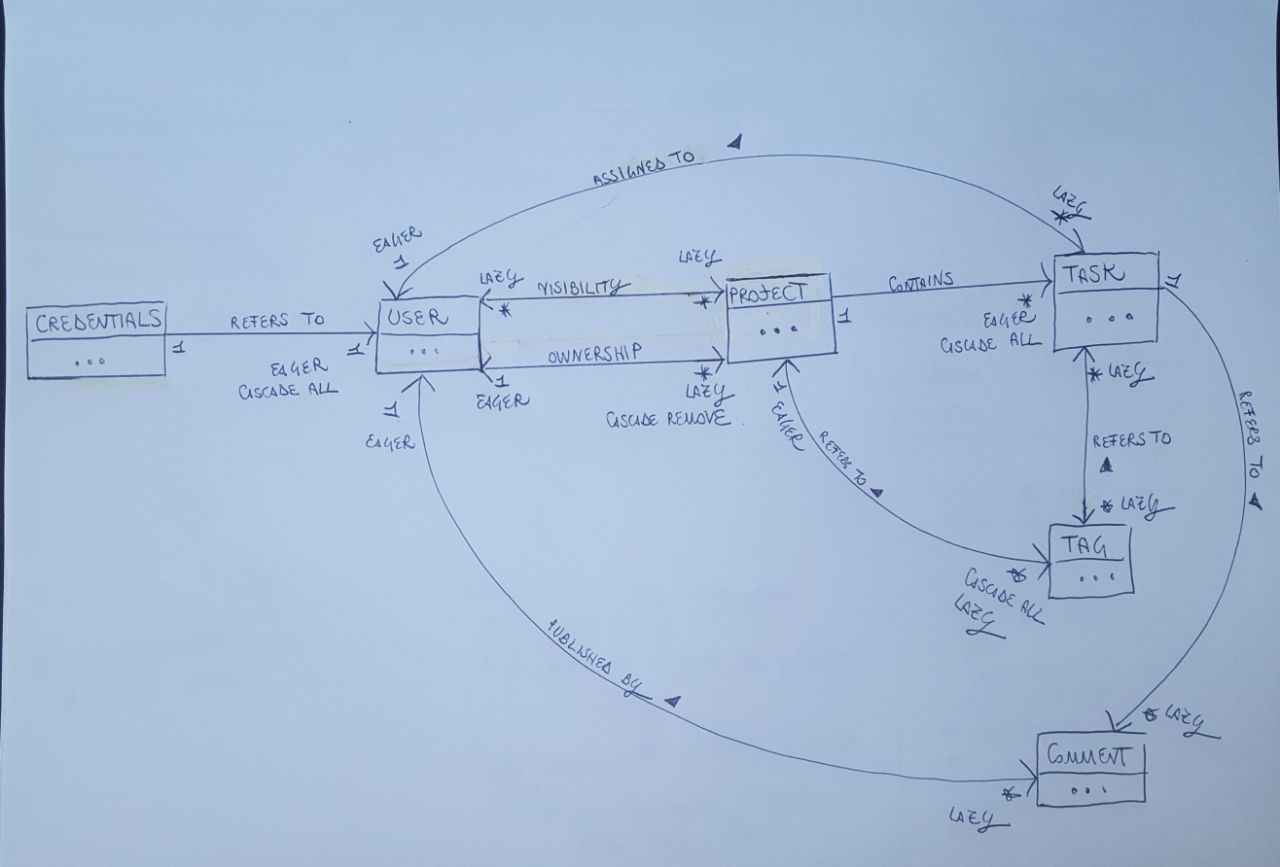 ASSIGNED TO
LAZY
*
EAGER
1
CREDENTIALS
...
1
REFERS TO
EAGER
CASCADE ALL
1
USER
...
LAZY
*
VISIBILITY
LAZY
*
OWNERSHIP
1
EAGER
*
LAZY
CASCADE REMOVE
PROJECT
...
1
CONTAINS
*
EAGER
CASCADE ALL
TASK
...
1
1
EAGER
1
EAGER
REFERS TO
* LAZY
REFERS TO
* LAZY
REFERS TO
TAG
...
*
CASCADE ALL
LAZY
PUBLISHED BY
* LAZY
COMMENT
...
*
LAZY